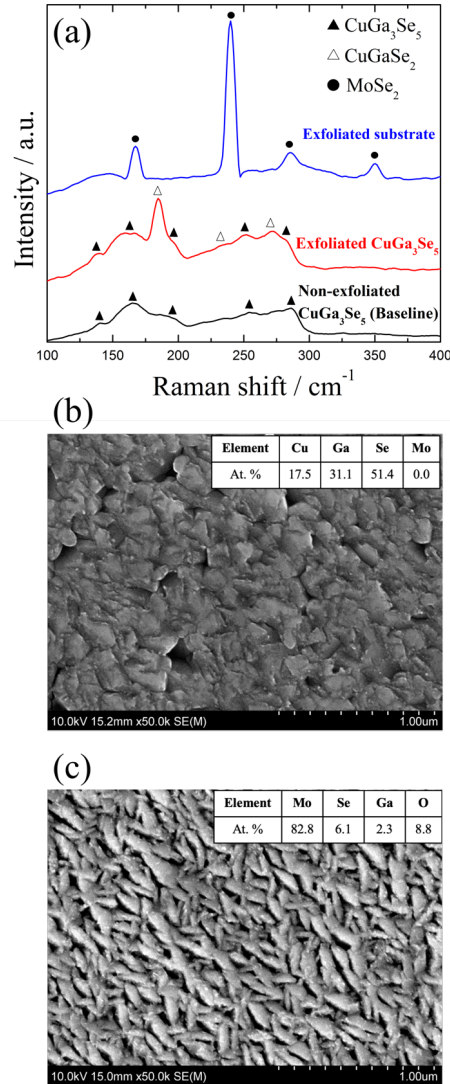 (a)
▲ CuGa₃Se₅
△ CuGaSe₂
● MoSe₂
Exfoliated substrate
Exfoliated CuGa₃Se₅
Non-exfoliated
CuGa₃Se₅ (Baseline)
Intensity / a.u.
100 150 200 250 300 350 400
Raman shift / cm⁻¹
(b)
Element Cu Ga Se Mo
At. % 17.5 31.1 51.4 0.0
10.0kV 15.2mm x50.0k SE(M) 1.00um
(c)
Element Mo Se Ga O
At. % 82.8 6.1 2.3 8.8
10.0kV 15.0mm x50.0k SE(M) 1.00um